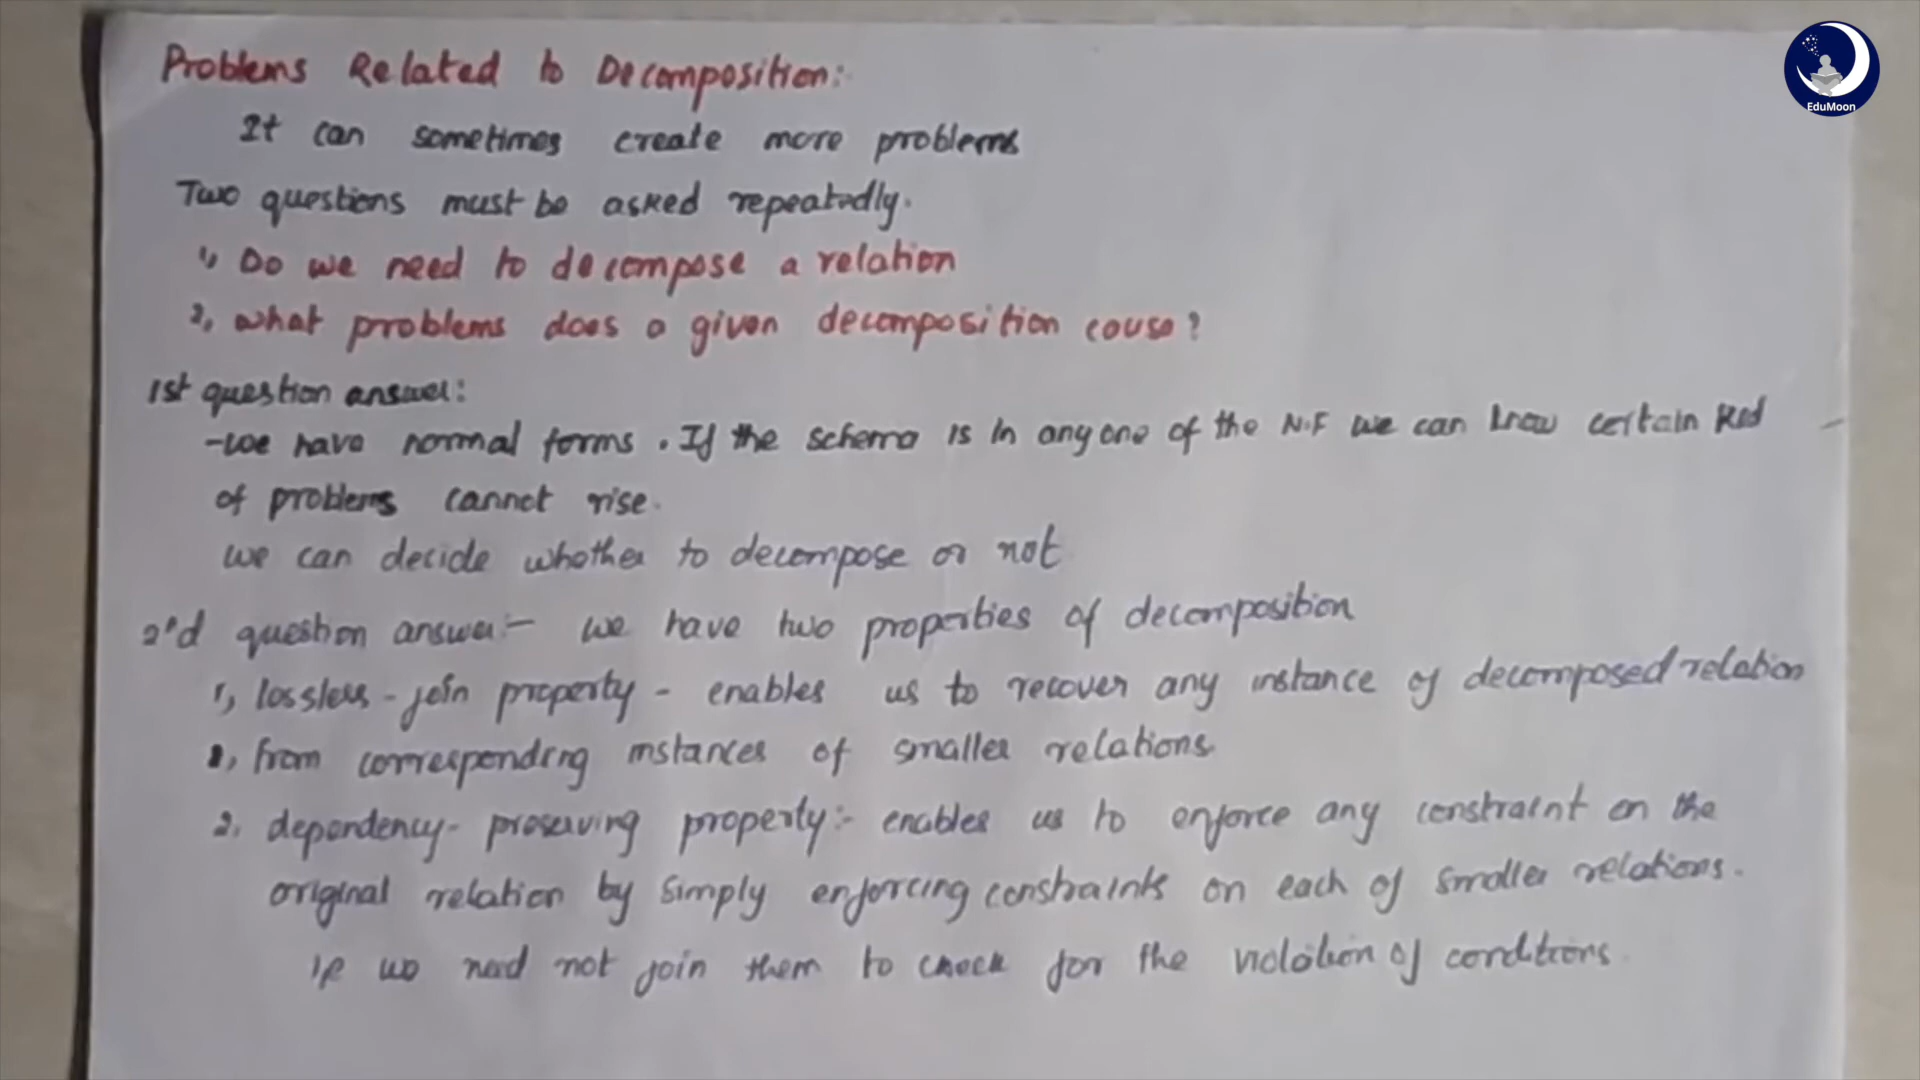 Problems Related to Decomposition:
It can sometimes create more problems
Two questions must be asked repeatedly.
1, Do we need to decompose a relation
2, what problems does a given decomposition couse?
1st question answer:
-we have normal forms. If the schema is in anyone of the N.F we can know certain
of problems cannot rise.
we can decide whether to decompose or not
2nd question answer:- we have two properties of decomposition
1, lossless-join property - enables us to recover any instance of decomposed relation
, from corresponding instances of smaller relations.
2, dependency-preserving property:- enables us to enforce any constraint on the
original relation by simply enforcing constraints on each of smaller relations.
we need not join them to check for the violation of conditions.
EduMoon